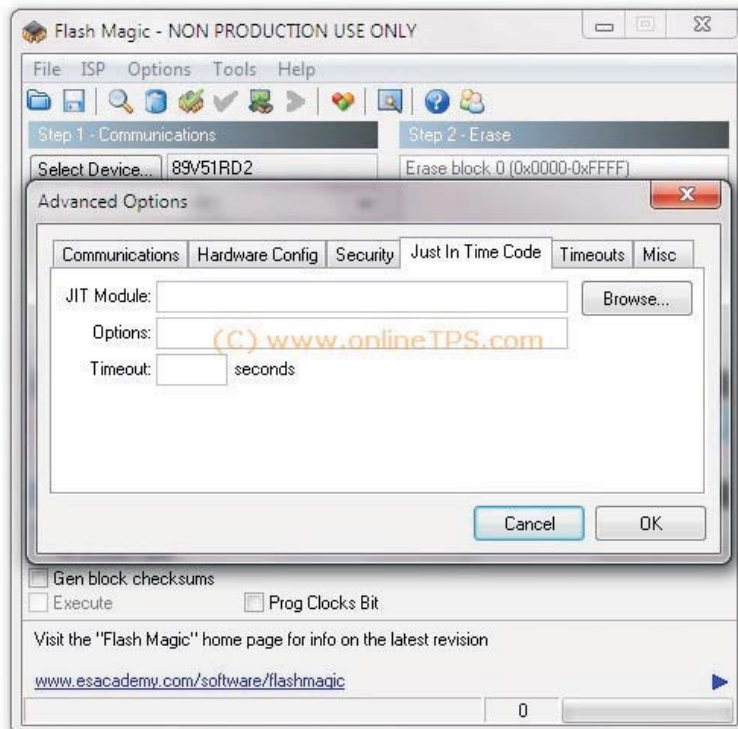 Flash Magic - NON PRODUCTION USE ONLY
File ISP Options Tools Help
Step 1 - Communications
Step 2 - Erase
Select Device... 89V51RD2
Erase block 0 (0x0000-0xFFFF)
Advanced Options
Communications Hardware Config Security Just In Time Code Timeouts Misc
JIT Module: Browse...
Options:
(C) www.onlineTPS.com
Timeout: seconds
Cancel OK
Gen block checksums
Execute Prog Clocks Bit
Visit the "Flash Magic" home page for info on the latest revision
www.esacademy.com/software/flashmagic
0